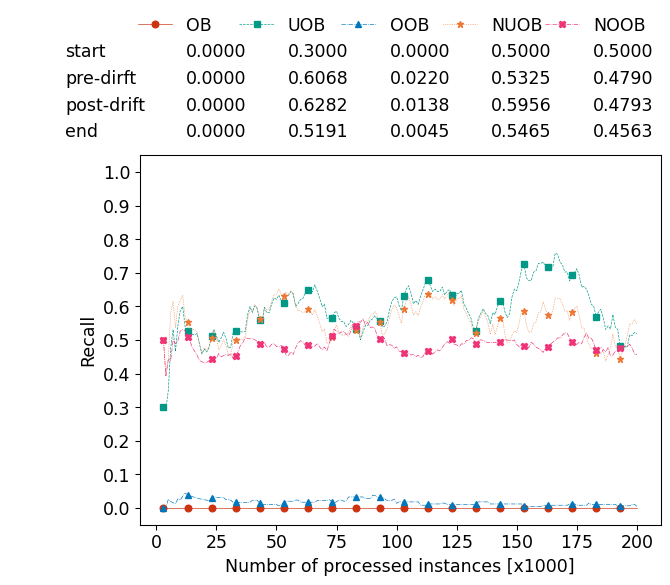 OB UOB OOB NUOB NOOB
start 0.0000 0.3000 0.0000 0.5000 0.5000
pre-dirft 0.0000 0.6068 0.0220 0.5325 0.4790
post-drift 0.0000 0.6282 0.0138 0.5956 0.4793
end 0.0000 0.5191 0.0045 0.5465 0.4563
1.0
0.9
0.8
0.7
0.6
0.5
0.4
0.3
0.2
0.1
0.0
Recall
0 25 50 75 100 125 150 175 200
Number of processed instances [x1000]